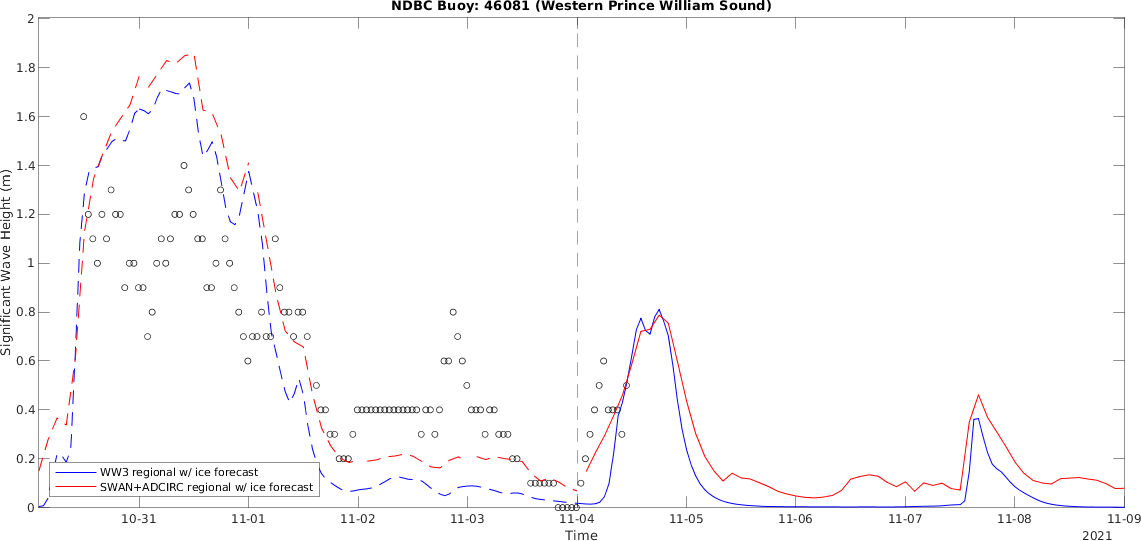 NDBC Buoy: 46081 (Western Prince William Sound)
2
1.8
1.6
1.4
1.2
1
0.8
0.6
0.4
0.2
0
Significant Wave Height (m)
WW3 regional w/ ice forecast
SWAN+ADCIRC regional w/ ice forecast
10-31 11-01 11-02 11-03 11-04 11-05 11-06 11-07 11-08 11-09
Time
2021